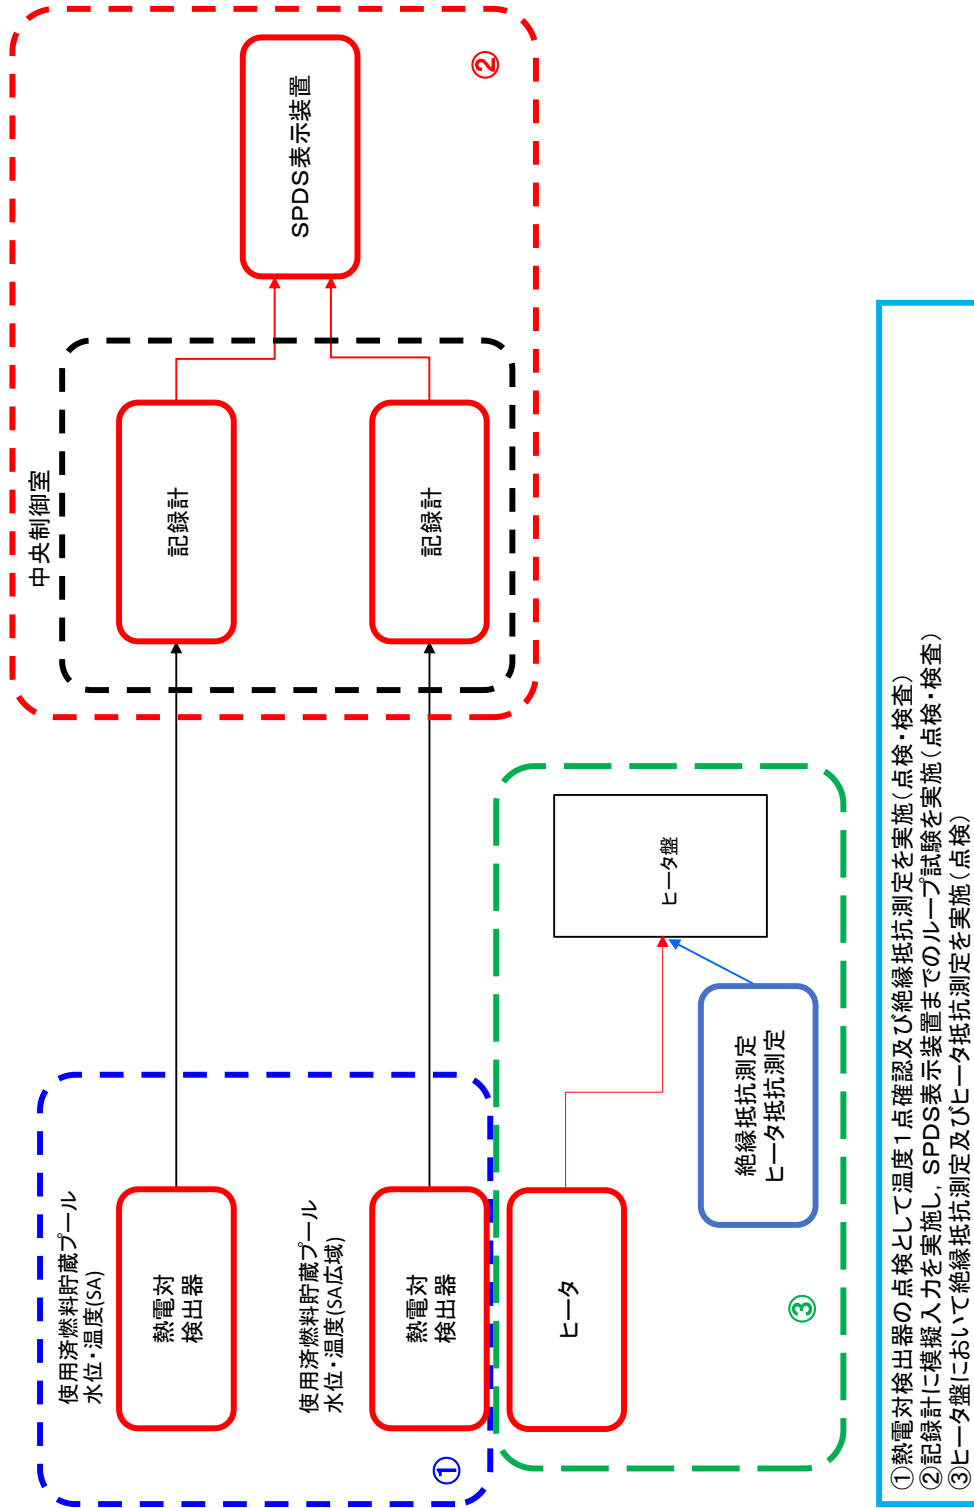 使用済燃料貯蔵プール
水位・温度(SA)
熱電対
検出器
使用済燃料貯蔵プール
水位・温度(SA広域)
熱電対
検出器
①
中央制御室
記録計
記録計
SPDS表示装置
②
ヒータ
絶縁抵抗測定
ヒータ抵抗測定
ヒータ盤
③
①熱電対検出器の点検として温度１点確認及び絶縁抵抗測定を実施（点検・検査）
②記録計に模擬入力を実施し，SPDS表示装置までのループ試験を実施（点検・検査）
③ヒータ盤において絶縁抵抗測定及びヒータ抵抗測定を実施（点検）